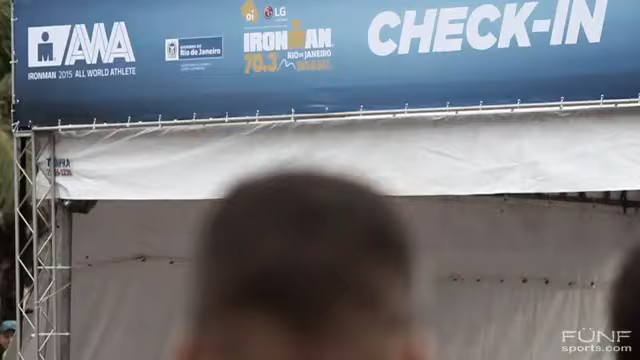 AWA
IRONMAN 2015 ALL WORLD ATHLETE
Rio de Janeiro
oi LG
IRONMAN
70.3 RIO DE JANEIRO
CHECK-IN
FÜNF
sports.com